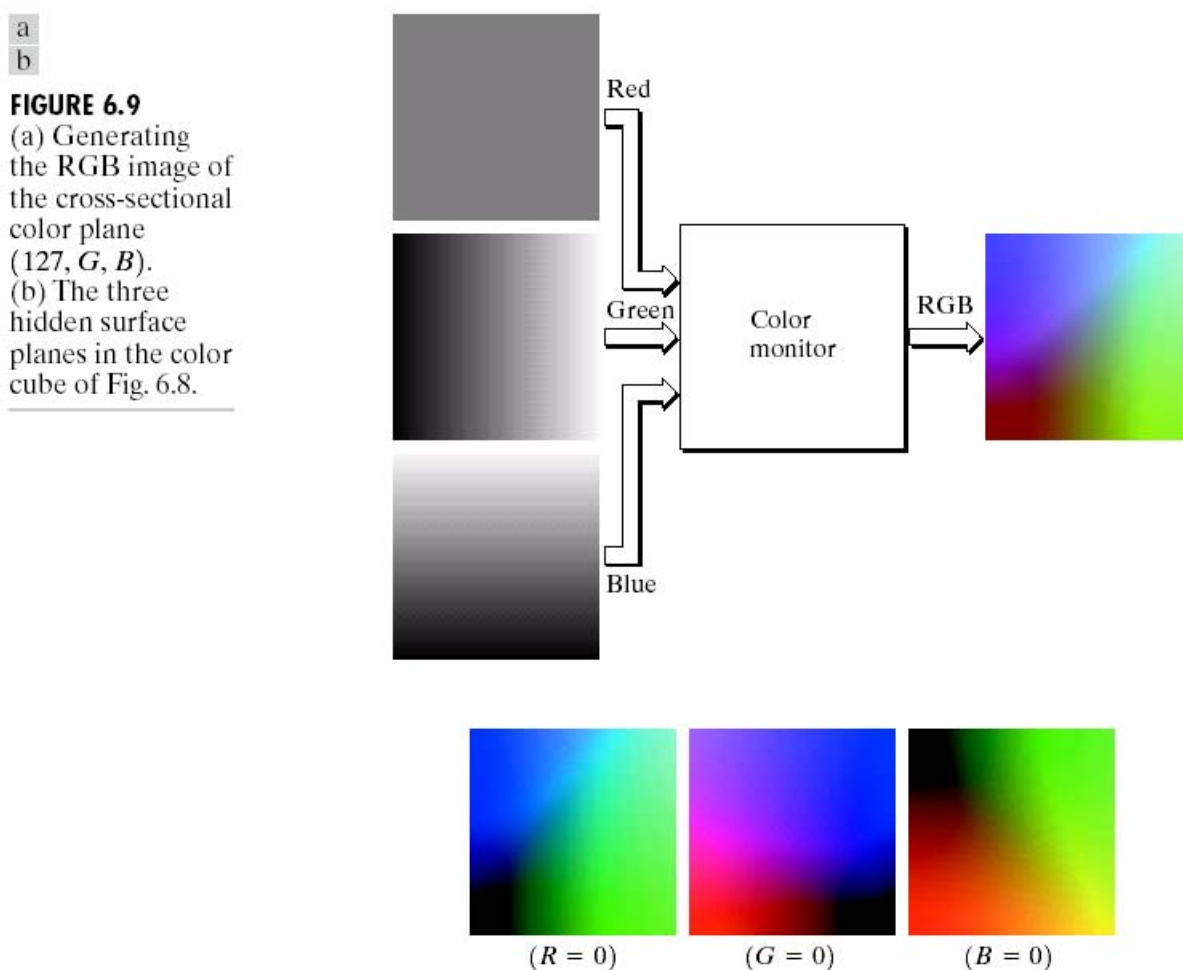 a
b
FIGURE 6.9
(a) Generating
the RGB image of
the cross-sectional
color plane
(127, G, B).
(b) The three
hidden surface
planes in the color
cube of Fig. 6.8.
Red
Green
Blue
Color
monitor
RGB
(R = 0)
(G = 0)
(B = 0)